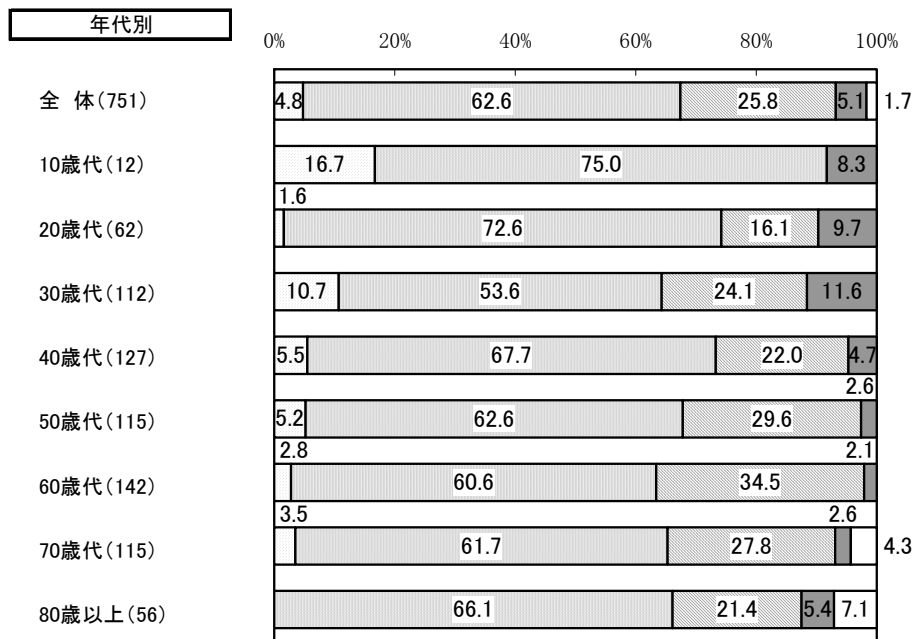 年代別
0% 20% 40% 60% 80% 100%
全 体(751) 4.8 62.6 25.8 5.1 1.7
10歳代(12) 16.7 75.0 8.3
1.6
20歳代(62) 72.6 16.1 9.7
30歳代(112) 10.7 53.6 24.1 11.6
40歳代(127) 5.5 67.7 22.0 4.7
2.6
50歳代(115) 5.2 62.6 29.6
2.8 2.1
60歳代(142) 60.6 34.5
3.5 2.6
70歳代(115) 61.7 27.8 4.3
80歳以上(56) 66.1 21.4 5.4 7.1